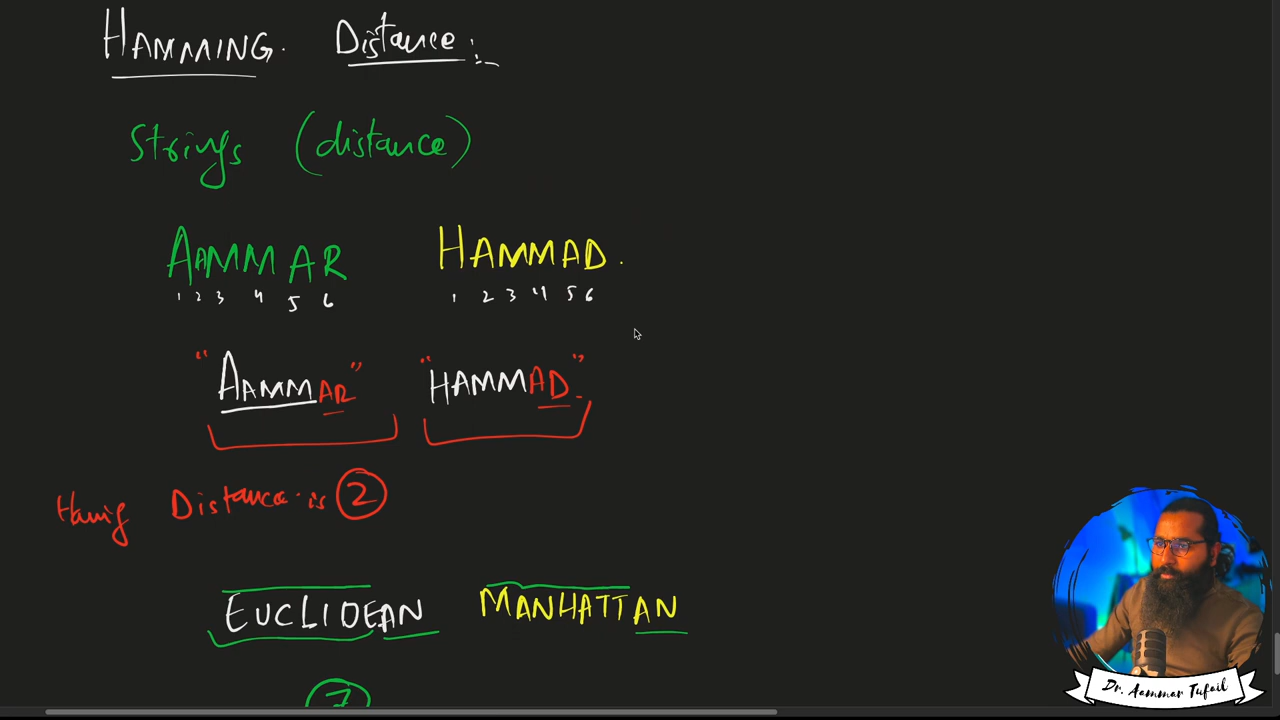 HAMMING. Distance :-
Strings (distance)
AAMMAR HAMMAD.
1 2 3 4 5 6 1 2 3 4 5 6
"AAMMAR" "HAMMAD."
Distance is 2
EUCLIDEAN MANHATTAN
7
Dr. Aammar Tufail